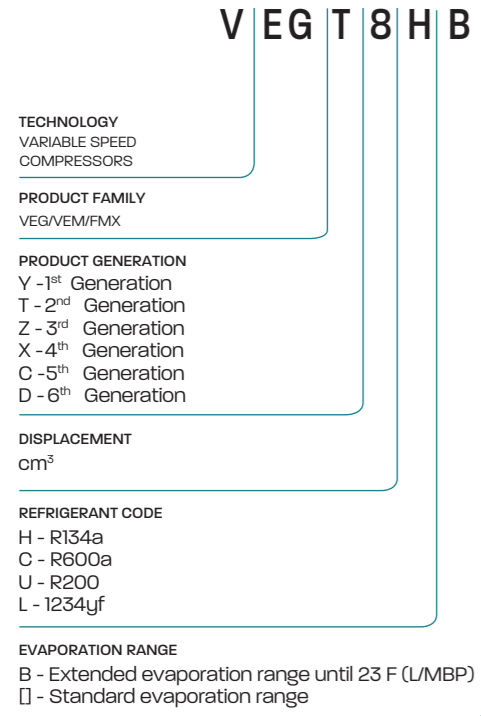 V EG T 8 H B
TECHNOLOGY
VARIABLE SPEED
COMPRESSORS
PRODUCT FAMILY
VEG/VEM/FMX
PRODUCT GENERATION
Y -1st Generation
T - 2nd Generation
Z - 3rd Generation
X -4th Generation
C -5th Generation
D - 6th Generation
DISPLACEMENT
cm³
REFRIGERANT CODE
H - R134a
C - R600a
U - R200
L - 1234yf
EVAPORATION RANGE
B - Extended evaporation range until 23 F (L/MBP)
[] - Standard evaporation range